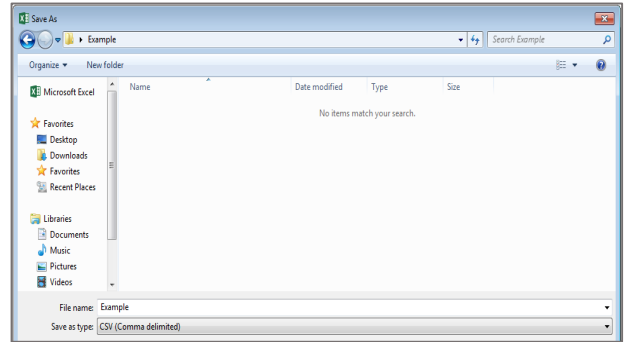 Save As
Example
Search Example
Organize
New folder
Name
Date modified
Type
Size
No items match your search.
Microsoft Excel
Favorites
Desktop
Downloads
Favorites
Recent Places
Libraries
Documents
Music
Pictures
Videos
File name: Example
Save as type: CSV (Comma delimited)